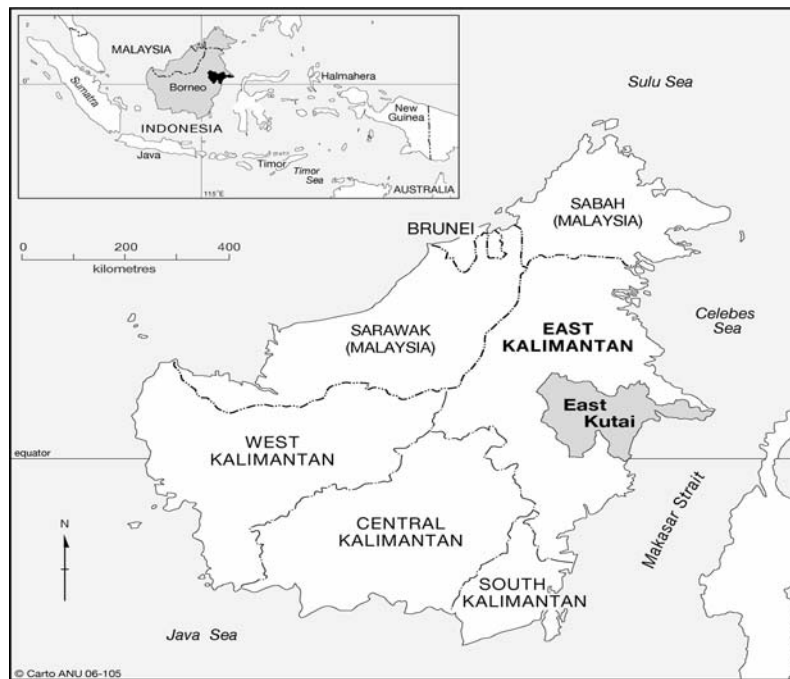 MALAYSIA
Sumatra
0°
Borneo
Halmahera
New
Guinea
INDONESIA
Java
Timor
Timor
Sea
AUSTRALIA
115°E
Sulu Sea
SABAH
(MALAYSIA)
BRUNEI
0 200 400
kilometres
Celebes
Sea
SARAWAK
(MALAYSIA)
EAST
KALIMANTAN
East
Kutai
WEST
KALIMANTAN
equator
Makasar Strait
N
CENTRAL
KALIMANTAN
SOUTH
KALIMANTAN
Java Sea
© Carto ANU 06-105